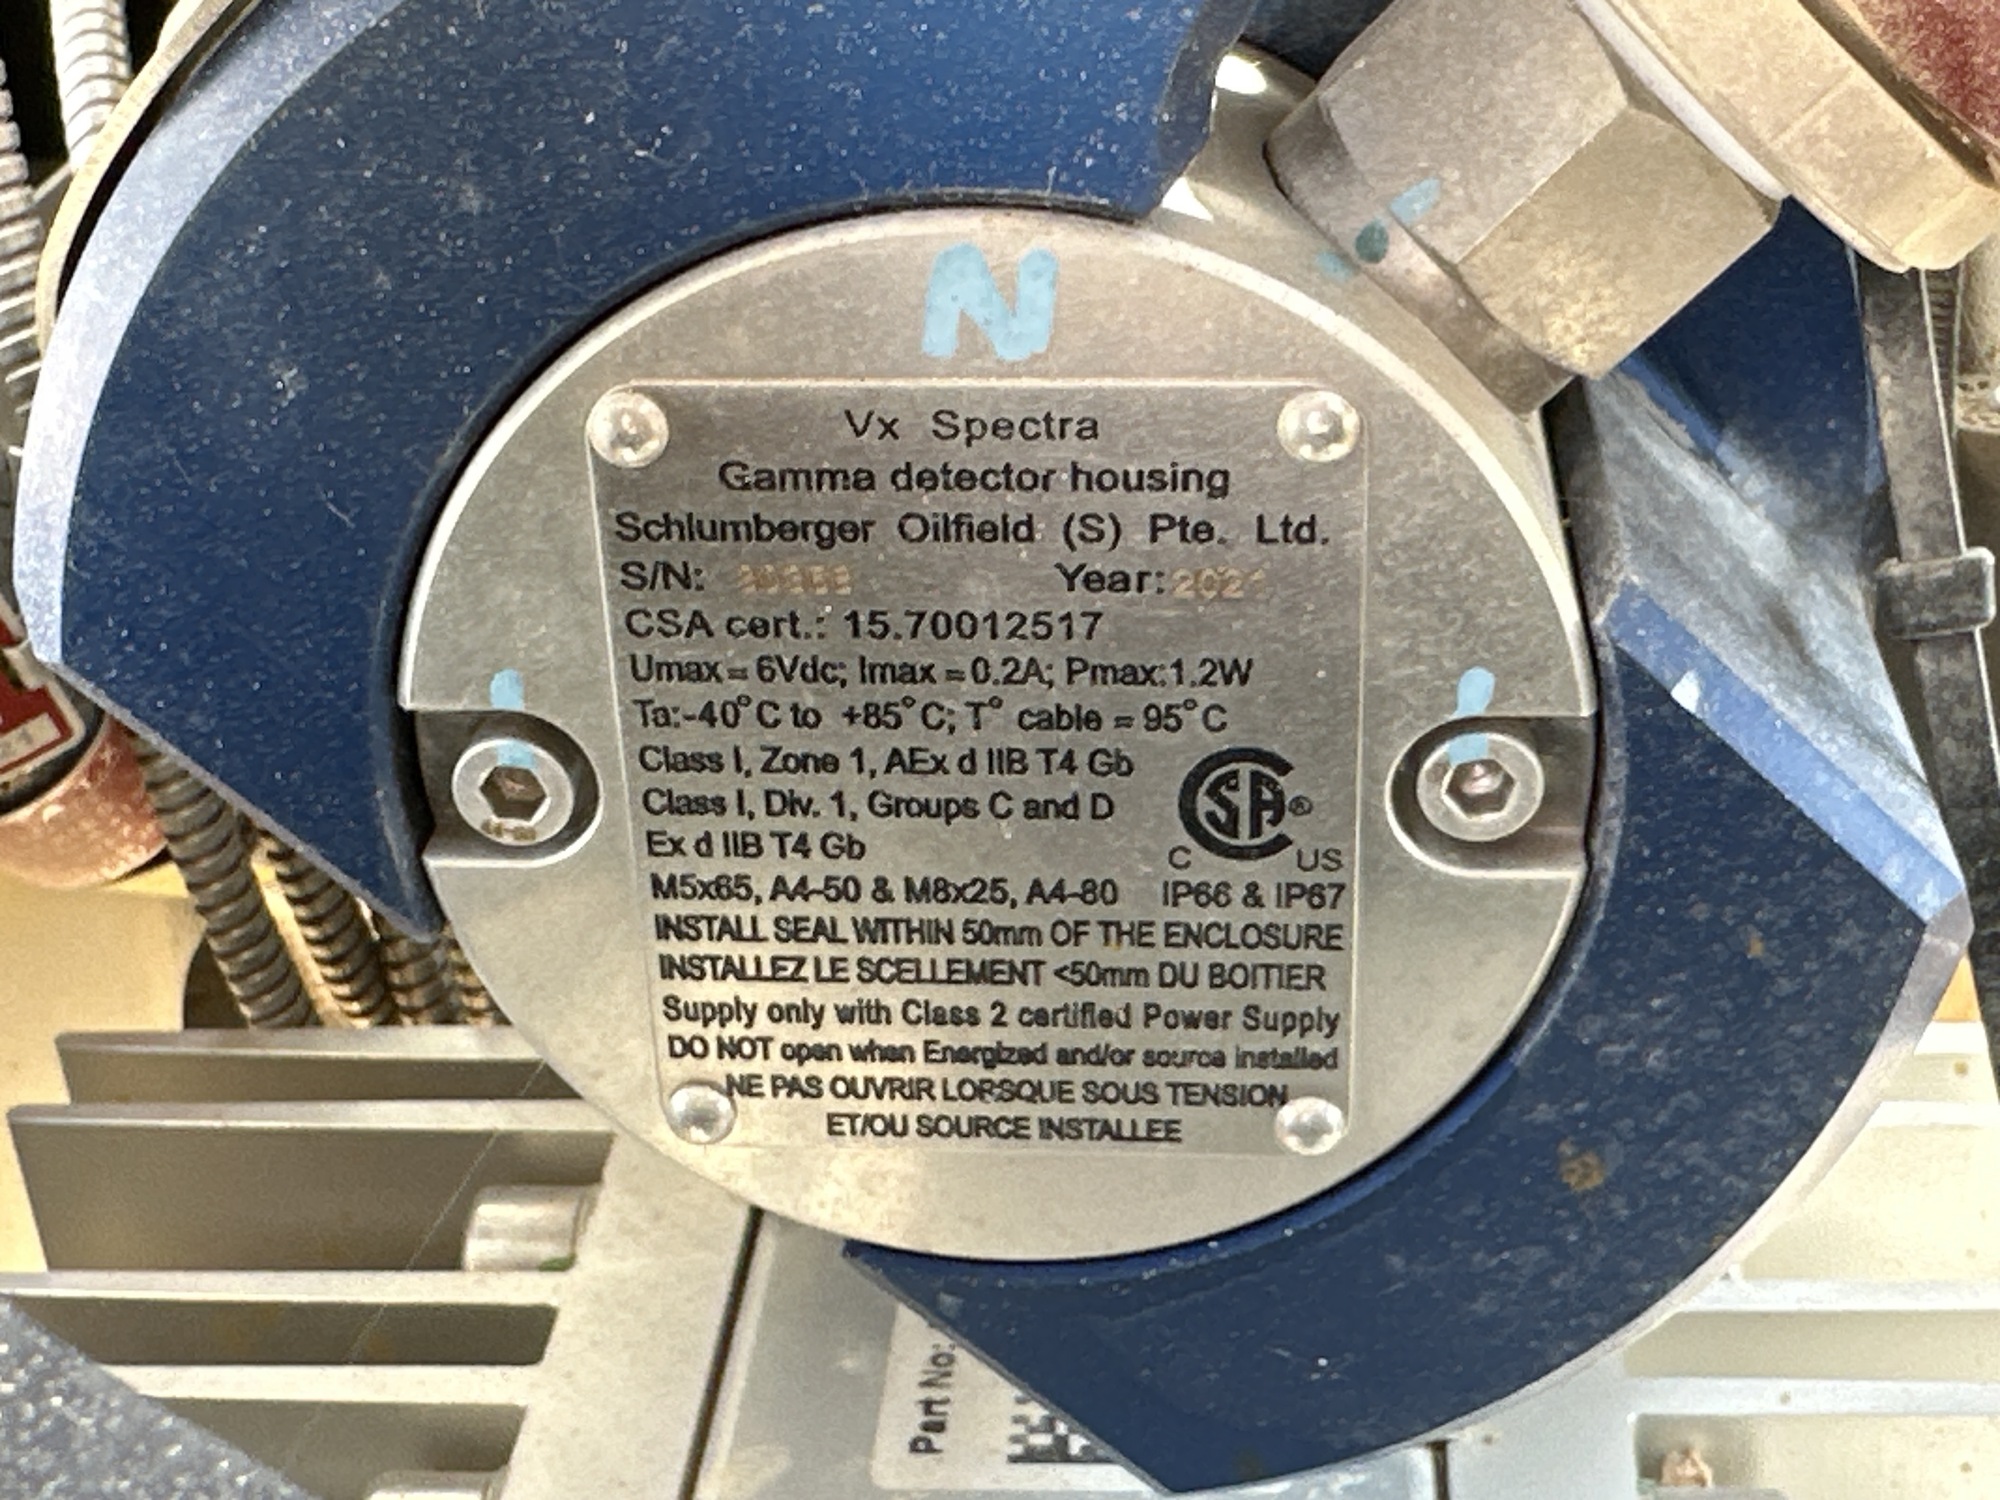 N
Vx Spectra
Gamma detector housing
Schlumberger Oilfield (S) Pte. Ltd.
S/N: Year:
CSA cert.: 15.70012517
Umax = 6Vdc; Imax = 0.2A; Pmax:1.2W
Ta:-40°C to +85°C; T° cable = 95°C
Class I, Zone 1, AEx d IIB T4 Gb
Class I, Div. 1, Groups C and D
Ex d IIB T4 Gb
CSA ®
C US
M5x65, A4-50 & M8x25, A4-80 IP66 & IP67
INSTALL SEAL WITHIN 50mm OF THE ENCLOSURE
INSTALLEZ LE SCELLEMENT <50mm DU BOITIER
Supply only with Class 2 certified Power Supply
DO NOT open when Energized and/or source installed
NE PAS OUVRIR LORSQUE SOUS TENSION
ET/OU SOURCE INSTALLEE
Part No: